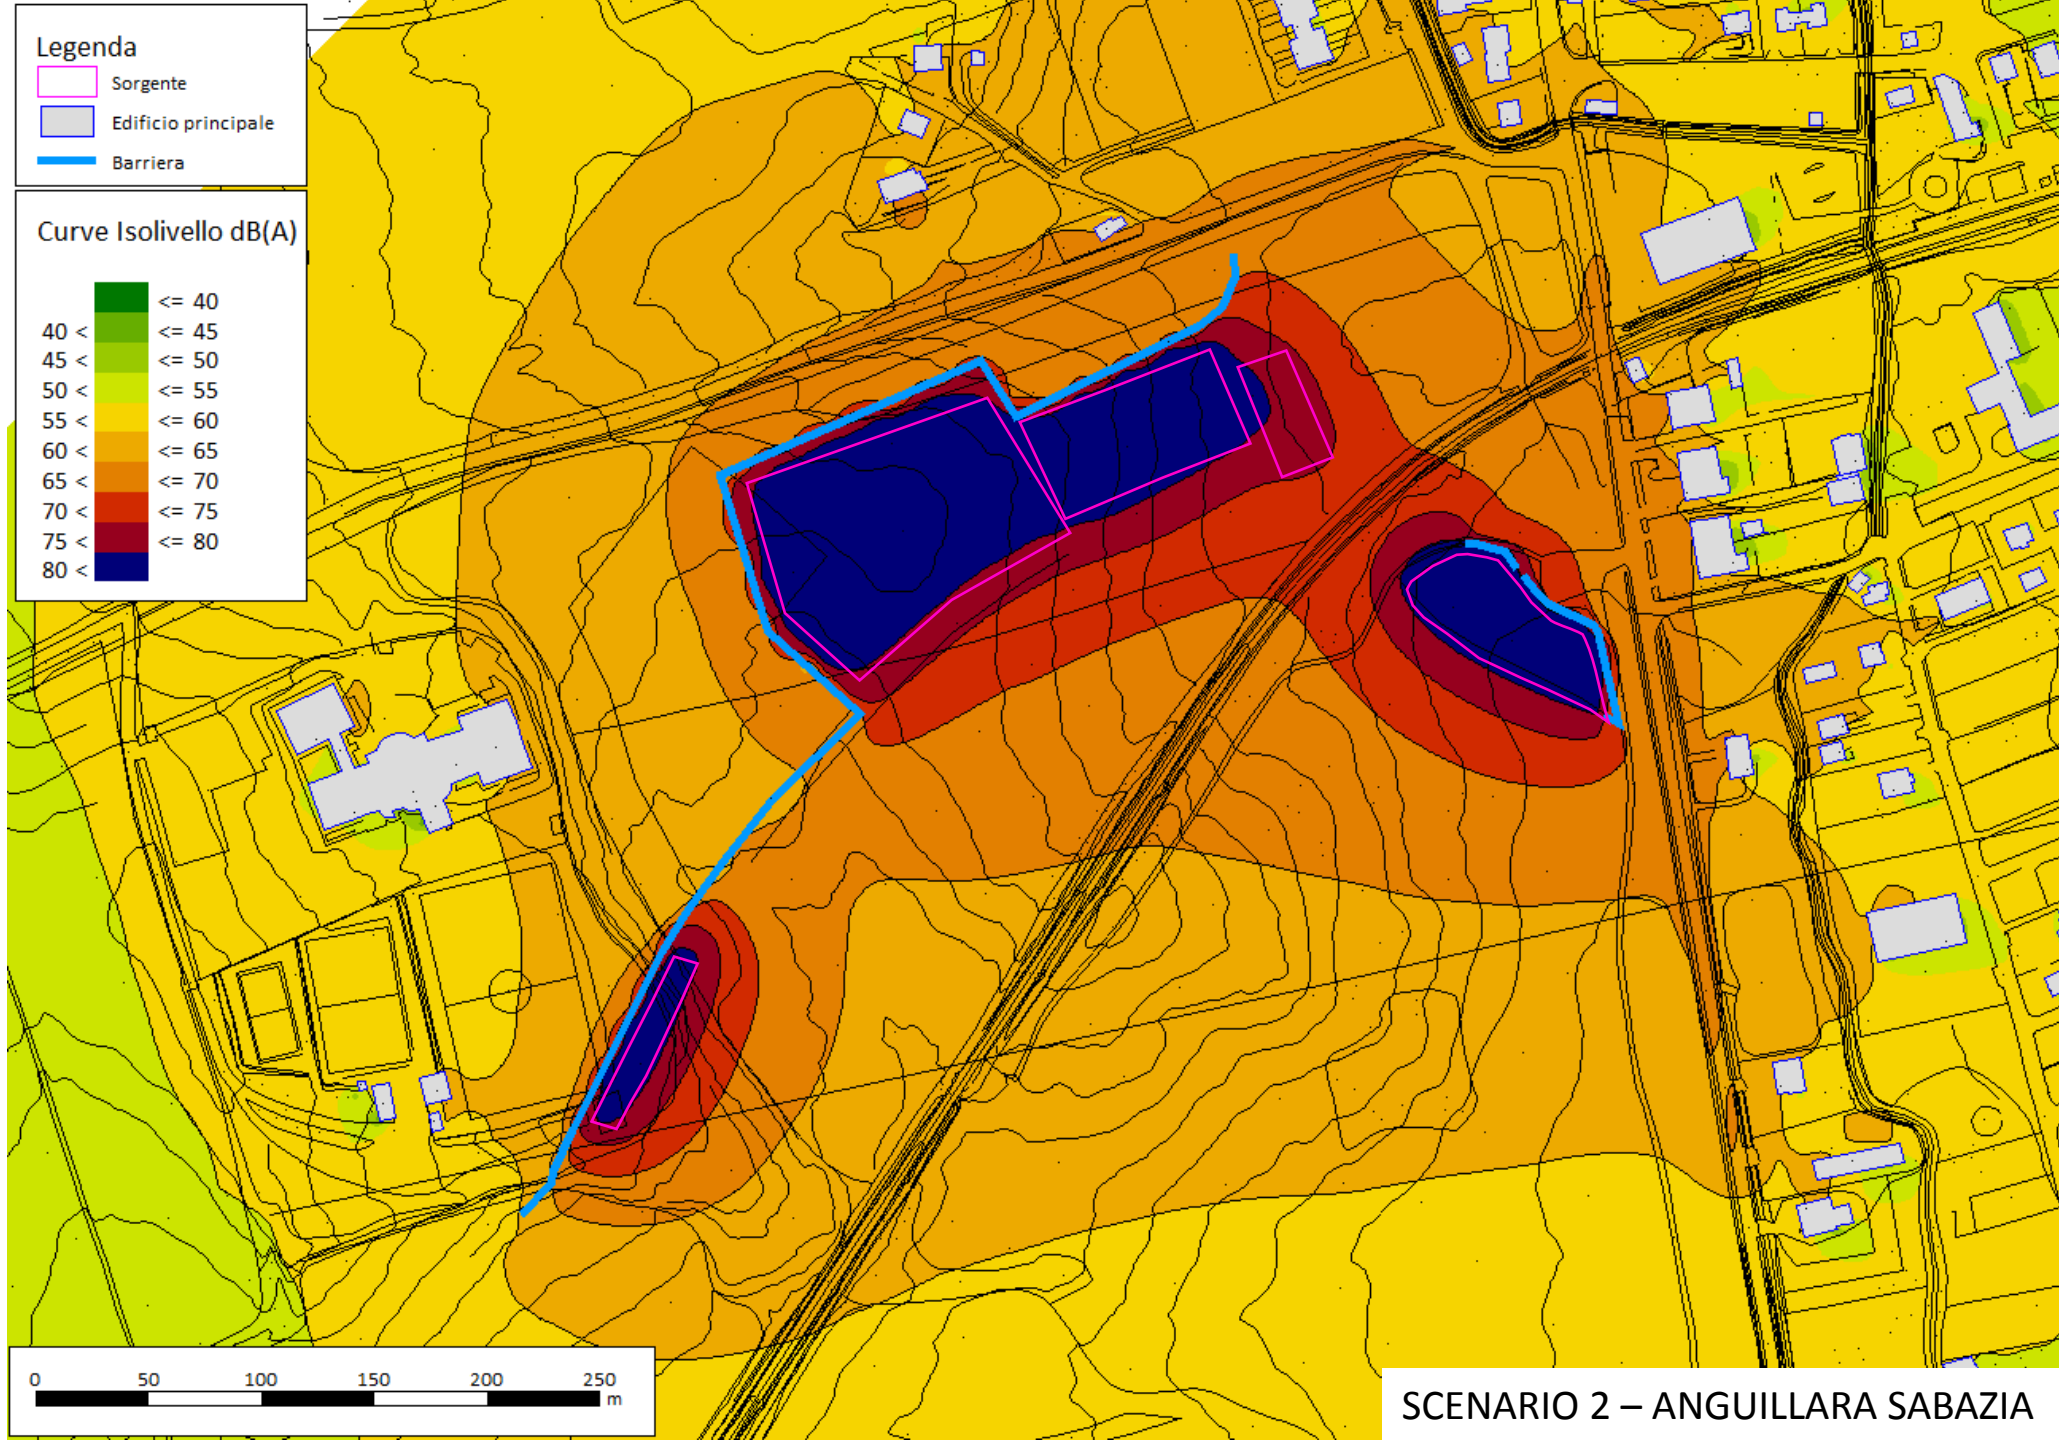 Legenda
Sorgente
Edificio principale
Barriera
Curve Isolivello dB(A)
<= 40
40 < <= 45
45 < <= 50
50 < <= 55
55 < <= 60
60 < <= 65
65 < <= 70
70 < <= 75
75 < <= 80
80 <
0 50 100 150 200 250
m
SCENARIO 2 – ANGUILLARA SABAZIA